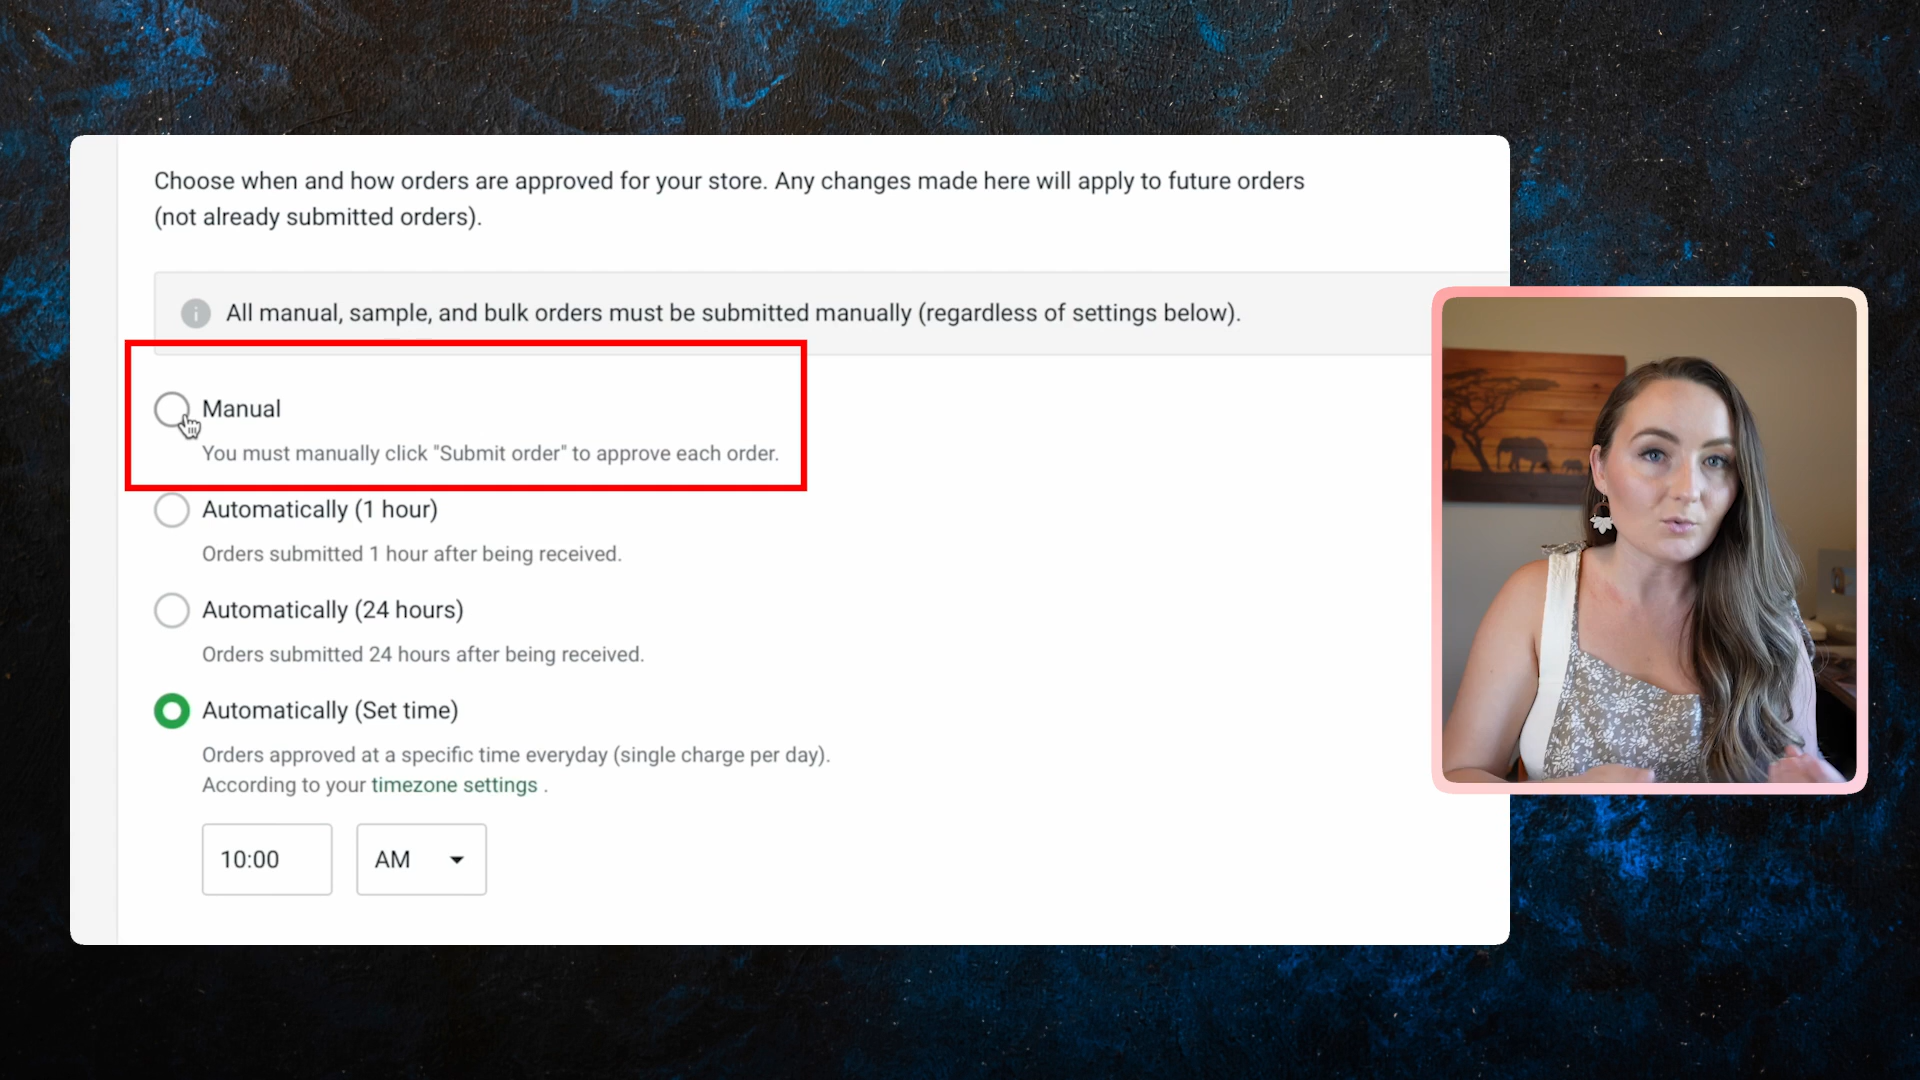 Choose when and how orders are approved for your store. Any changes made here will apply to future orders
(not already submitted orders).
All manual, sample, and bulk orders must be submitted manually (regardless of settings below).
Manual
You must manually click "Submit order" to approve each order.
Automatically (1 hour)
Orders submitted 1 hour after being received.
Automatically (24 hours)
Orders submitted 24 hours after being received.
Automatically (Set time)
Orders approved at a specific time everyday (single charge per day).
According to your timezone settings .
10:00 AM